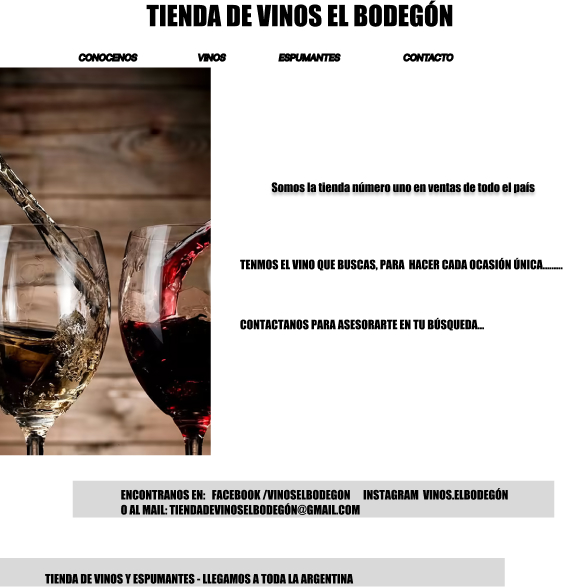 TIENDA DE VINOS EL BODEGÓN
CONOCENOS VINOS ESPUMANTES CONTACTO
Somos la tienda número uno en ventas de todo el país
TENMOS EL VINO QUE BUSCAS, PARA HACER CADA OCASIÓN ÚNICA.........
CONTACTANOS PARA ASESORARTE EN TU BÚSQUEDA...
ENCONTRANOS EN: FACEBOOK /VINOSELBODEGON INSTAGRAM VINOS.ELBODEGÓN
O AL MAIL: TIENDADEVINOSELBODEGÓN@GMAIL.COM
TIENDA DE VINOS Y ESPUMANTES - LLEGAMOS A TODA LA ARGENTINA